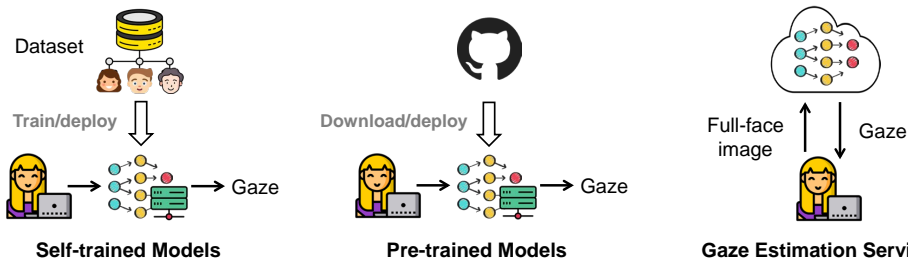 Dataset
Train/deploy
Gaze
Self-trained Models
Download/deploy
Gaze
Pre-trained Models
Full-face
image
Gaze
Gaze Estimation